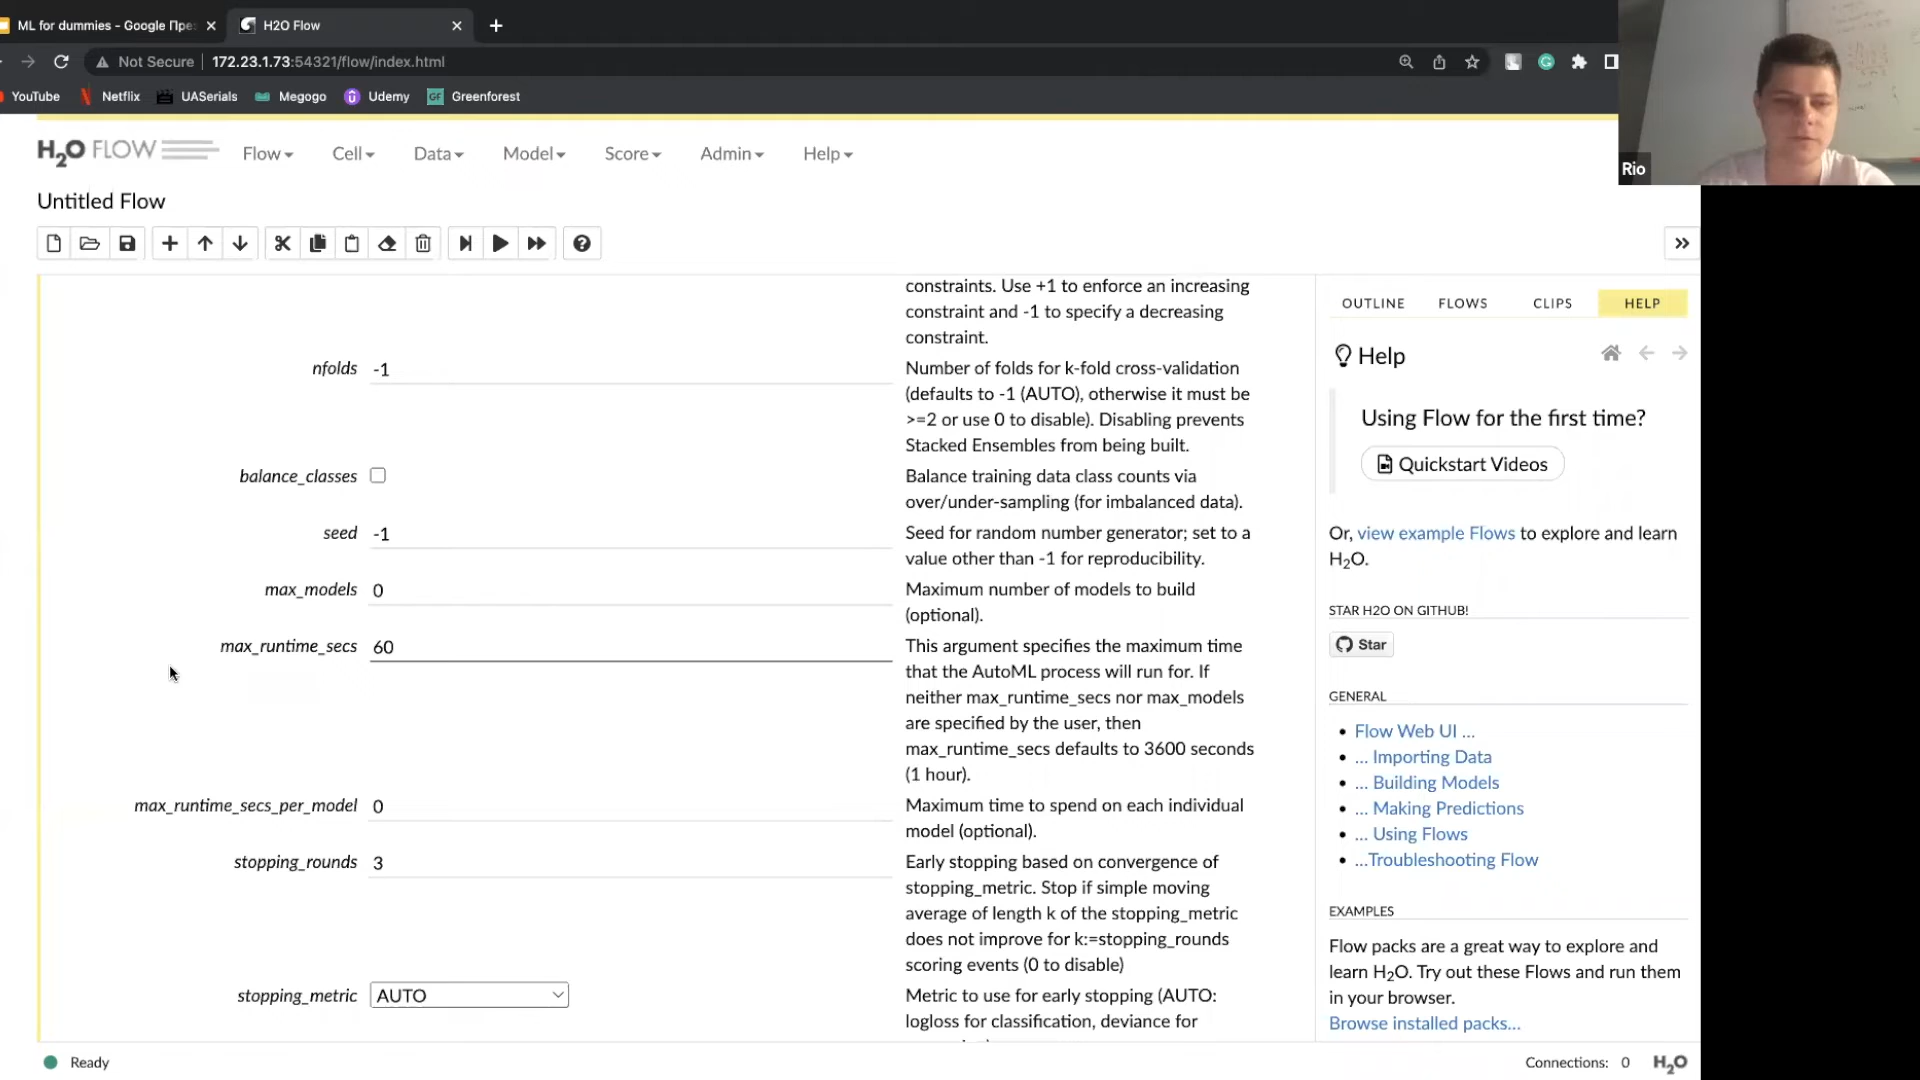 ML for dummies - Google Пре
H2O Flow
Not Secure
172.23.1.73:54321/flow/index.html
YouTube
Netflix
UASerials
Megogo
Udemy
GF
Greenforest
Rio
H2O FLOW
Flow
Cell
Data
Model
Score
Admin
Help
Untitled Flow
OUTLINE
FLOWS
CLIPS
HELP
constraints. Use +1 to enforce an increasing
constraint and -1 to specify a decreasing
constraint.
nfolds
-1
Number of folds for k-fold cross-validation
(defaults to -1 (AUTO), otherwise it must be
>=2 or use 0 to disable). Disabling prevents
Stacked Ensembles from being built.
balance_classes
Balance training data class counts via
over/under-sampling (for imbalanced data).
seed
-1
Seed for random number generator; set to a
value other than -1 for reproducibility.
max_models
0
Maximum number of models to build
(optional).
max_runtime_secs
60
This argument specifies the maximum time
that the AutoML process will run for. If
neither max_runtime_secs nor max_models
are specified by the user, then
max_runtime_secs defaults to 3600 seconds
(1 hour).
max_runtime_secs_per_model
0
Maximum time to spend on each individual
model (optional).
stopping_rounds
3
Early stopping based on convergence of
stopping_metric. Stop if simple moving
average of length k of the stopping_metric
does not improve for k:=stopping_rounds
scoring events (0 to disable)
stopping_metric
AUTO
Metric to use for early stopping (AUTO:
logloss for classification, deviance for
Help
Using Flow for the first time?
Quickstart Videos
Or, view example Flows to explore and learn
H2O.
STAR H2O ON GITHUB!
Star
GENERAL
Flow Web UI ...
... Importing Data
... Building Models
... Making Predictions
... Using Flows
...Troubleshooting Flow
EXAMPLES
Flow packs are a great way to explore and
learn H2O. Try out these Flows and run them
in your browser.
Browse installed packs...
Ready
Connections: 0
H2O